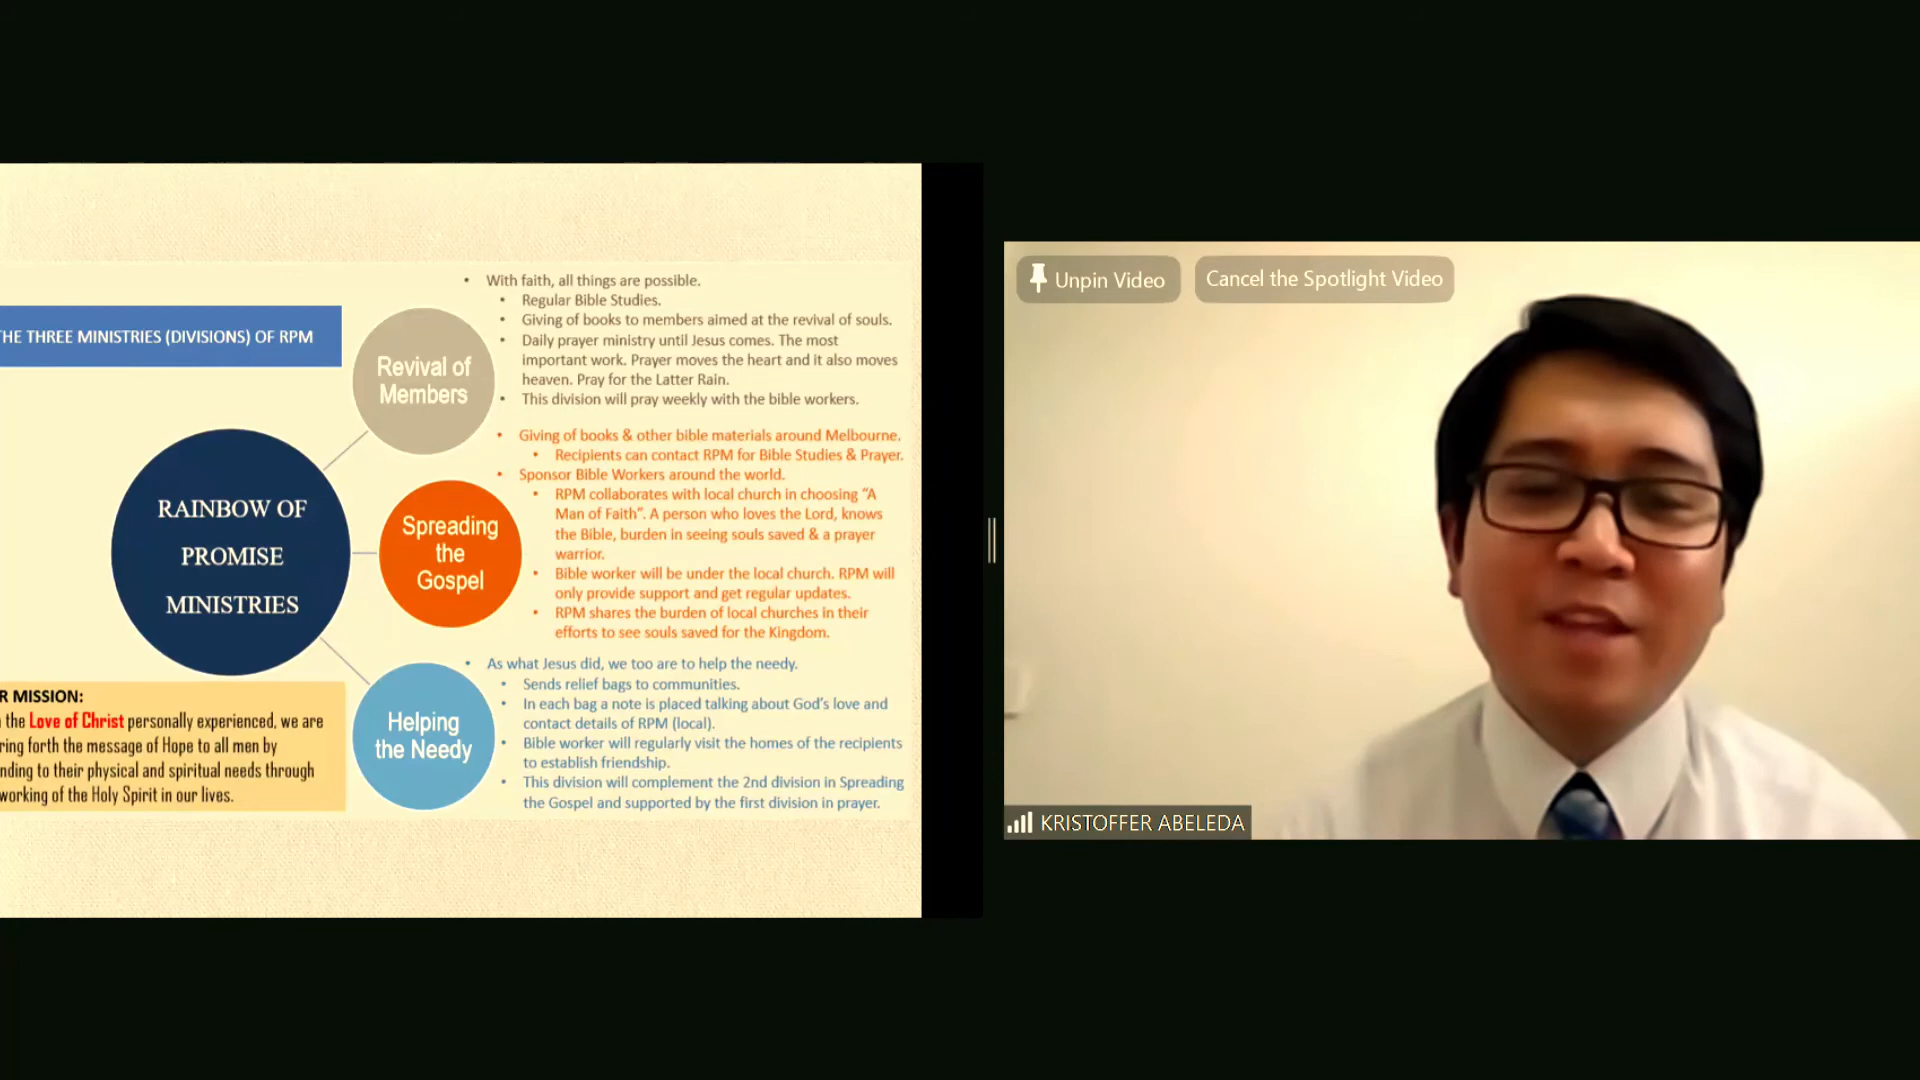 THE THREE MINISTRIES (DIVISIONS) OF RPM
RAINBOW OF
PROMISE
MINISTRIES
Revival of
Members
• With faith, all things are possible.
• Regular Bible Studies.
• Giving of books to members aimed at the revival of souls.
• Daily prayer ministry until Jesus comes. The most
important work. Prayer moves the heart and it also moves
heaven. Pray for the Latter Rain.
• This division will pray weekly with the bible workers.
Spreading
the
Gospel
• Giving of books & other bible materials around Melbourne.
• Recipients can contact RPM for Bible Studies & Prayer.
• Sponsor Bible Workers around the world.
• RPM collaborates with local church in choosing “A
Man of Faith”. A person who loves the Lord, knows
the Bible, burden in seeing souls saved & a prayer
warrior.
• Bible worker will be under the local church. RPM will
only provide support and get regular updates.
• RPM shares the burden of local churches in their
efforts to see souls saved for the Kingdom.
Helping
the Needy
• As what Jesus did, we too are to help the needy.
• Sends relief bags to communities.
• In each bag a note is placed talking about God’s love and
contact details of RPM (local).
• Bible worker will regularly visit the homes of the recipients
to establish friendship.
• This division will complement the 2nd division in Spreading
the Gospel and supported by the first division in prayer.
R MISSION:
the Love of Christ personally experienced, we are
ring forth the message of Hope to all men by
nding to their physical and spiritual needs through
working of the Holy Spirit in our lives.
Unpin Video
Cancel the Spotlight Video
KRISTOFFER ABELEDA